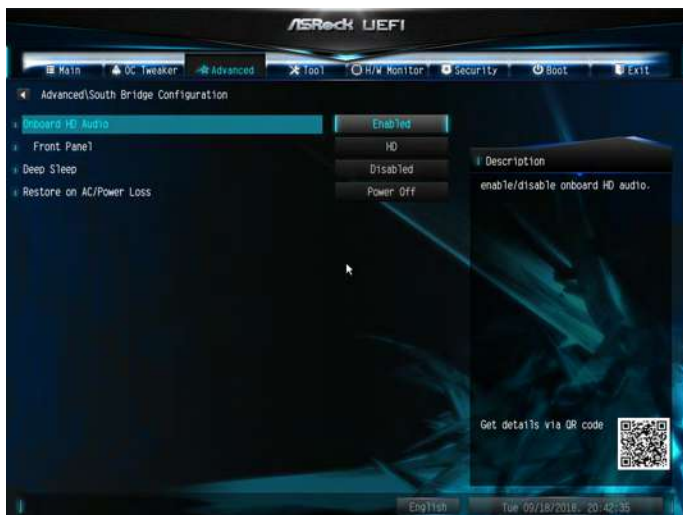 ASRock UEFI
Main OC Tweaker Advanced Tool H/W Monitor Security Boot Exit
Advanced\South Bridge Configuration
Onboard HD Audio Enabled
Front Panel HD
Deep Sleep Disabled
Restore on AC/Power Loss Power Off
Description
enable/disable onboard HD audio.
Get details via QR code
English Tue 09/18/2018. 20:42:35